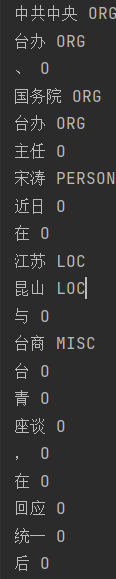 中共中央 ORG
台办 ORG
、 O
国务院 ORG
台办 ORG
主任 O
宋涛 PERSON
近日 O
在 O
江苏 LOC
昆山 LOC
与 O
台商 MISC
台 O
青 O
座谈 O
， O
在 O
回应 O
统一 O
后 O